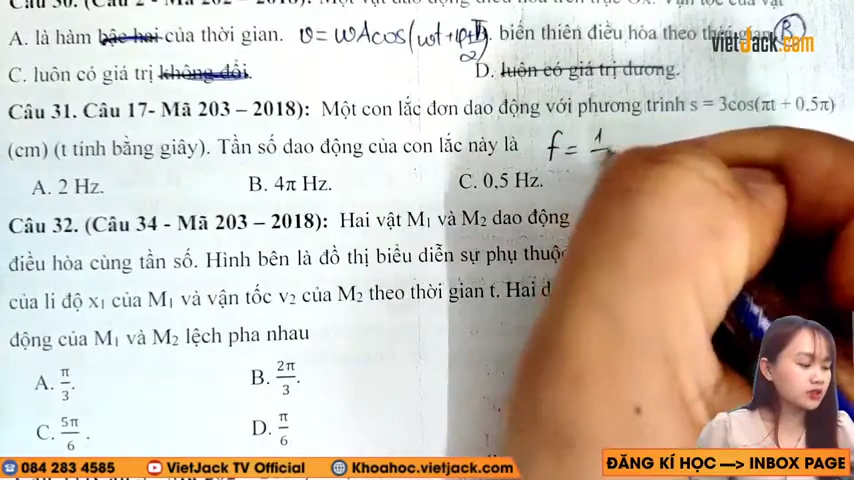 A. là hàm bậc hai của thời gian. v = ωAcos(ωt + φ + π/2) biến thiên điều hòa theo thời gian B
vietJack.com
C. luôn có giá trị không đổi. D. luôn có giá trị dương.
Câu 31. Câu 17- Mã 203 – 2018): Một con lắc đơn dao động với phương trình s = 3cos(πt + 0,5π)
(cm) (t tính bằng giây). Tần số dao động của con lắc này là f = 1
A. 2 Hz. B. 4π Hz. C. 0,5 Hz.
Câu 32. (Câu 34 - Mã 203 – 2018): Hai vật M₁ và M₂ dao động
điều hòa cùng tần số. Hình bên là đồ thị biểu diễn sự phụ thuộc
của li độ x₁ của M₁ và vận tốc v₂ của M₂ theo thời gian t. Hai
động của M₁ và M₂ lệch pha nhau
A. π/3. B. 2π/3.
C. 5π/6. D. π/6
084 283 4585 VietJack TV Official Khoahoc.vietjack.com
ĐĂNG KÍ HỌC —> INBOX PAGE